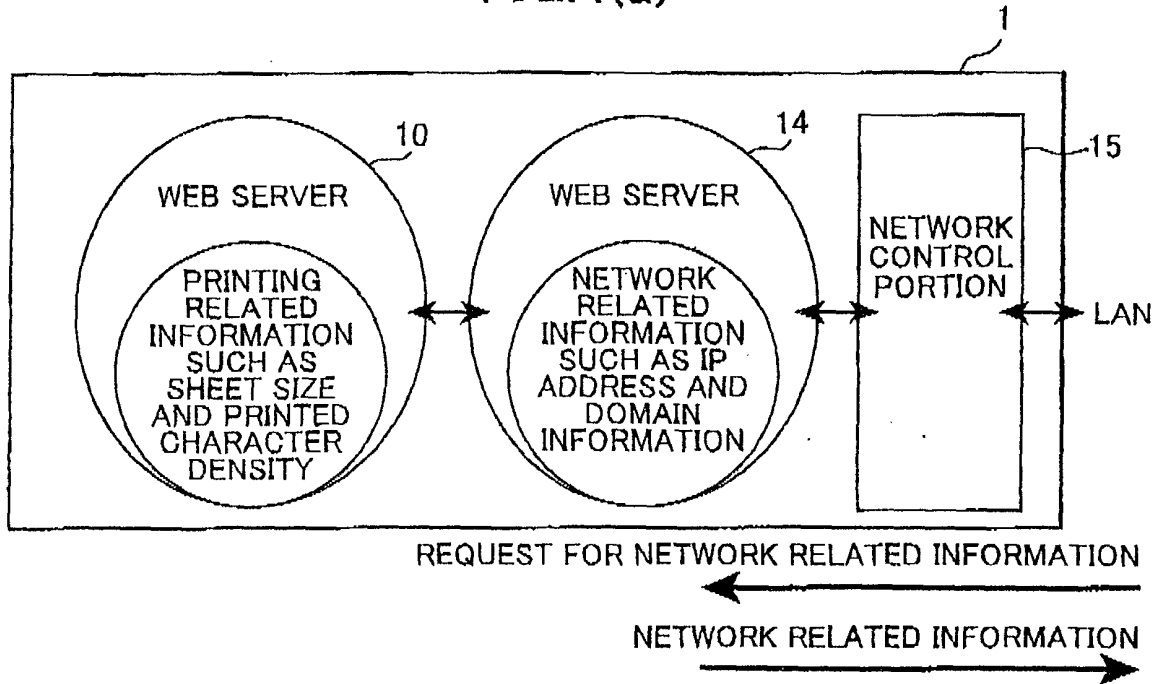 1
10
WEB SERVER
PRINTING
RELATED
INFORMATION
SUCH AS
SHEET SIZE
AND PRINTED
CHARACTER
DENSITY
14
WEB SERVER
NETWORK
RELATED
INFORMATION
SUCH AS IP
ADDRESS AND
DOMAIN
INFORMATION
15
NETWORK
CONTROL
PORTION
LAN
REQUEST FOR NETWORK RELATED INFORMATION
NETWORK RELATED INFORMATION